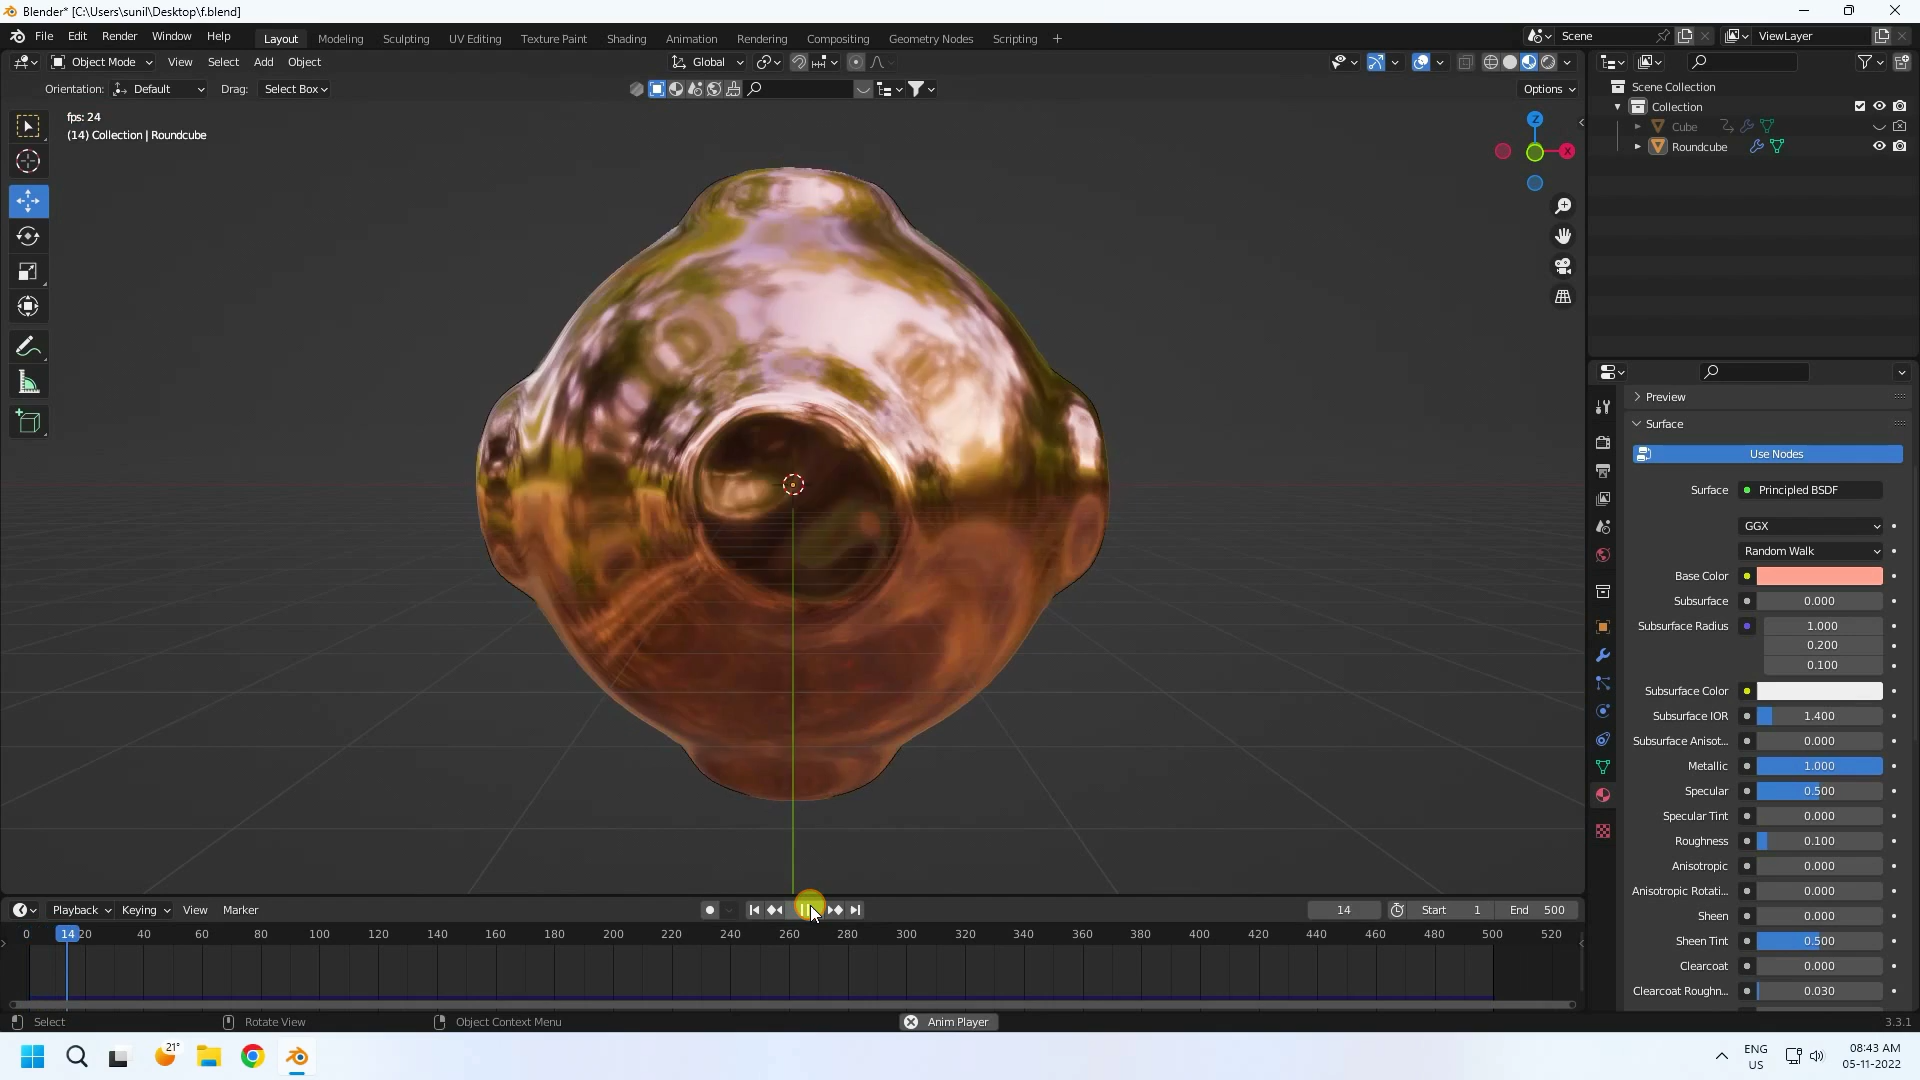 Blender* [C:\Users\sunil\Desktop\f.blend]
File Edit Render Window Help Layout Modeling Sculpting UV Editing Texture Paint Shading Animation Rendering Compositing Geometry Nodes Scripting + Scene ViewLayer
Object Mode View Select Add Object Global
Orientation: Default Drag: Select Box Options
fps: 24
(14) Collection | Roundcube
Z
X
Scene Collection
Collection
Cube
Roundcube
Preview
Surface
Use Nodes
Surface Principled BSDF
GGX
Random Walk
Base Color
Subsurface 0.000
Subsurface Radius 1.000
0.200
0.100
Subsurface Color
Subsurface IOR 1.400
Subsurface Anisot... 0.000
Metallic 1.000
Specular 0.500
Specular Tint 0.000
Roughness 0.100
Anisotropic 0.000
Anisotropic Rotati... 0.000
Sheen 0.000
Sheen Tint 0.500
Clearcoat 0.000
Clearcoat Roughn... 0.030
Playback Keying View Marker 14 Start 1 End 500
0 14 20 40 60 80 100 120 140 160 180 200 220 240 260 280 300 320 340 360 380 400 420 440 460 480 500 520
Select Rotate View Object Context Menu Anim Player 3.3.1
21°
ENG
US
08:43 AM
05-11-2022